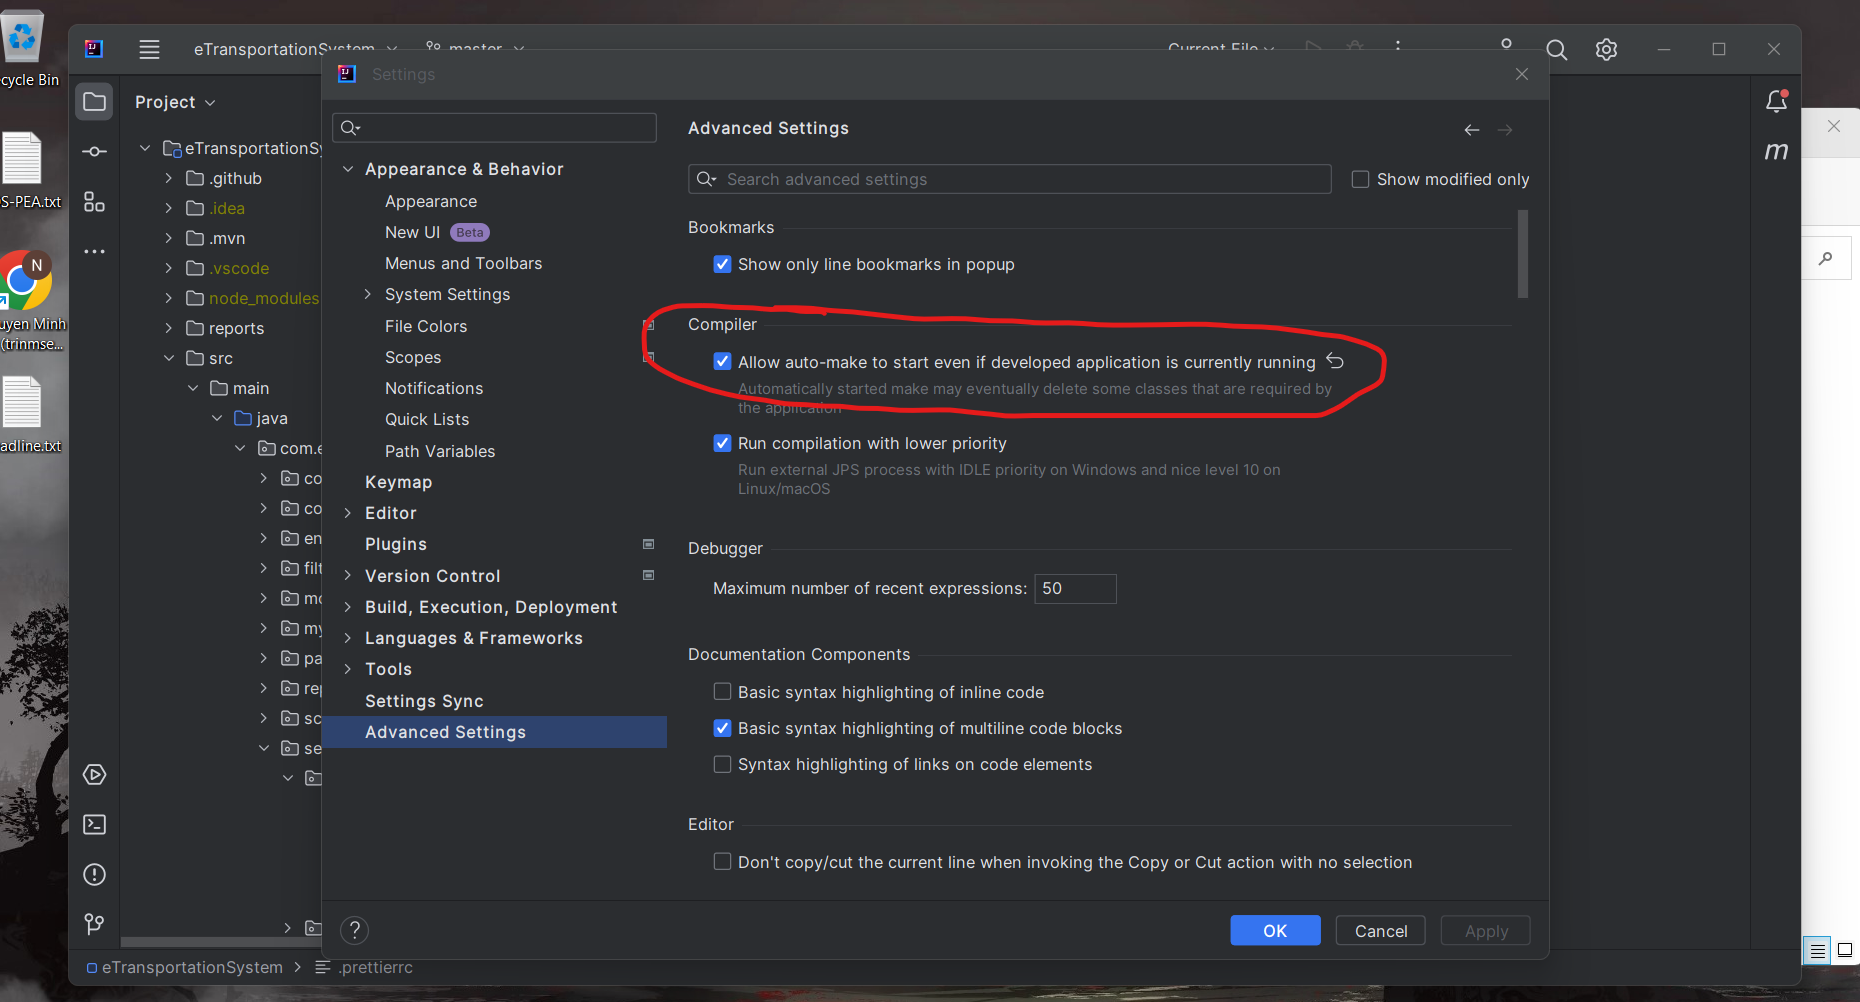 cycle Bin
S-PEA.txt
N
uyen Minh
(trinmse...
adline.txt
eTransportationSystem
master
Current File
Settings
Project
eTransportationSy
.github
.idea
.mvn
.vscode
node_modules
reports
src
main
java
com.e
co
co
en
filt
mo
my
pa
rep
sc
se
Appearance & Behavior
Appearance
New UI Beta
Menus and Toolbars
System Settings
File Colors
Scopes
Notifications
Quick Lists
Path Variables
Keymap
Editor
Plugins
Version Control
Build, Execution, Deployment
Languages & Frameworks
Tools
Settings Sync
Advanced Settings
Advanced Settings
Search advanced settings
Show modified only
Bookmarks
Show only line bookmarks in popup
Compiler
Allow auto-make to start even if developed application is currently running
Automatically started make may eventually delete some classes that are required by
the application
Run compilation with lower priority
Run external JPS process with IDLE priority on Windows and nice level 10 on
Linux/macOS
Debugger
Maximum number of recent expressions: 50
Documentation Components
Basic syntax highlighting of inline code
Basic syntax highlighting of multiline code blocks
Syntax highlighting of links on code elements
Editor
Don't copy/cut the current line when invoking the Copy or Cut action with no selection
?
OK
Cancel
Apply
m
eTransportationSystem > .prettierrc